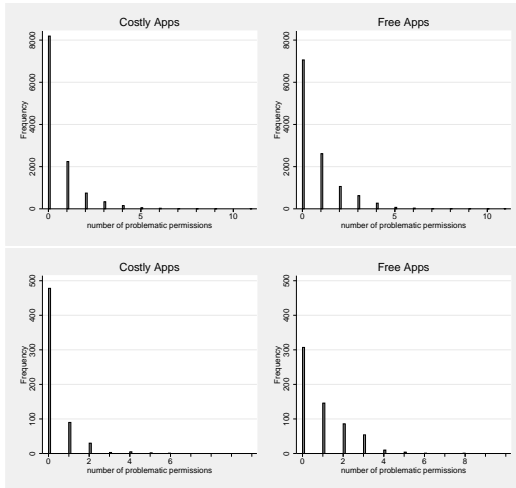 Costly Apps
Free Apps
Frequency
0 2000 4000 6000 8000
0 5 10
number of problematic permissions
Frequency
0 2000 4000 6000 8000
0 5 10
number of problematic permissions
Costly Apps
Free Apps
Frequency
0 100 200 300 400 500
0 2 4 6
number of problematic permissions
Frequency
0 100 200 300 400 500
0 2 4 6 8
number of problematic permissions